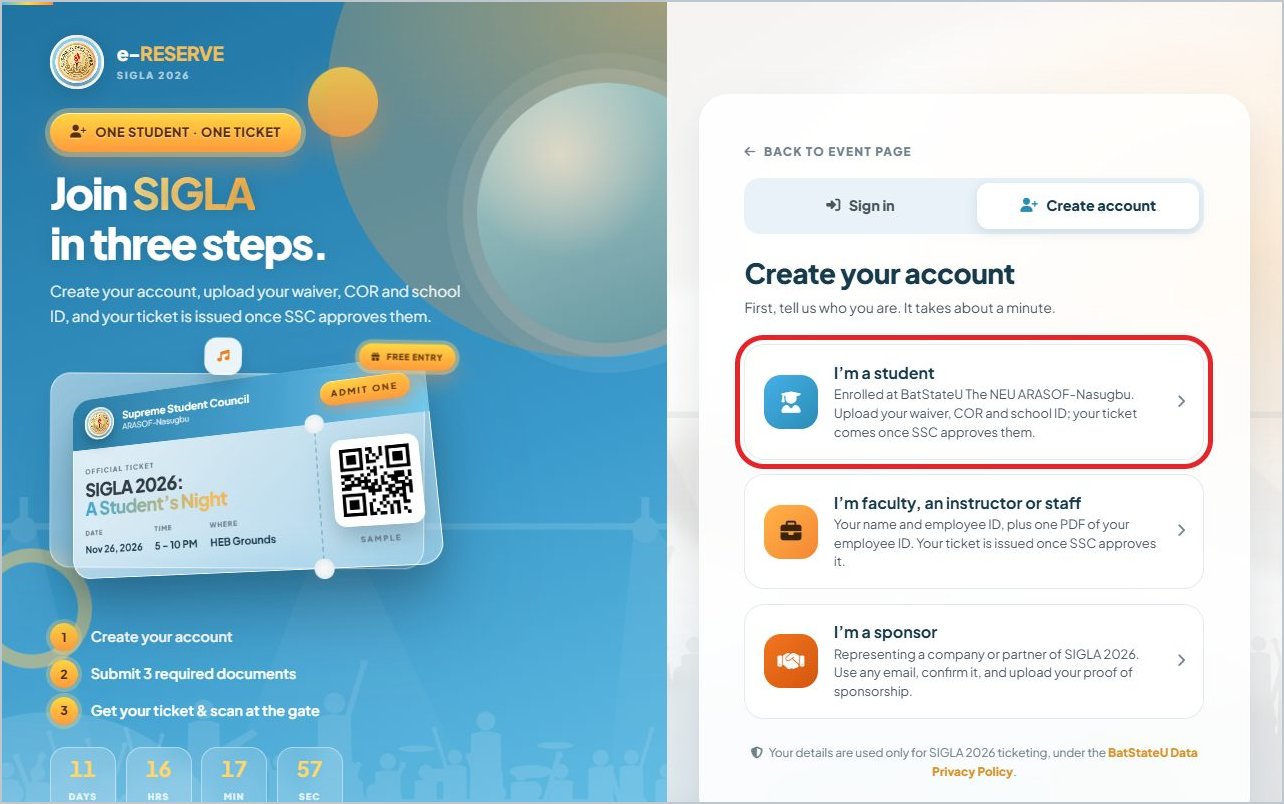 e-RESERVE
SIGLA 2026
ONE STUDENT · ONE TICKET
Join SIGLA
in three steps.
Create your account, upload your waiver, COR and school
ID, and your ticket is issued once SSC approves them.
FREE ENTRY
ADMIT ONE
Supreme Student Council
ARASOF-Nasugbu
OFFICIAL TICKET
SIGLA 2026:
A Student's Night
DATE
Nov 26, 2026
TIME
5 – 10 PM
WHERE
HEB Grounds
SAMPLE
1 Create your account
2 Submit 3 required documents
3 Get your ticket & scan at the gate
11 16 17 57
DAYS HRS MIN SEC
← BACK TO EVENT PAGE
Sign in
Create account
Create your account
First, tell us who you are. It takes about a minute.
I'm a student
Enrolled at BatStateU The NEU ARASOF-Nasugbu.
Upload your waiver, COR and school ID; your ticket
comes once SSC approves them.
I'm faculty, an instructor or staff
Your name and employee ID, plus one PDF of your
employee ID. Your ticket is issued once SSC approves
it.
I'm a sponsor
Representing a company or partner of SIGLA 2026.
Use any email, confirm it, and upload your proof of
sponsorship.
Your details are used only for SIGLA 2026 ticketing, under the BatStateU Data
Privacy Policy.